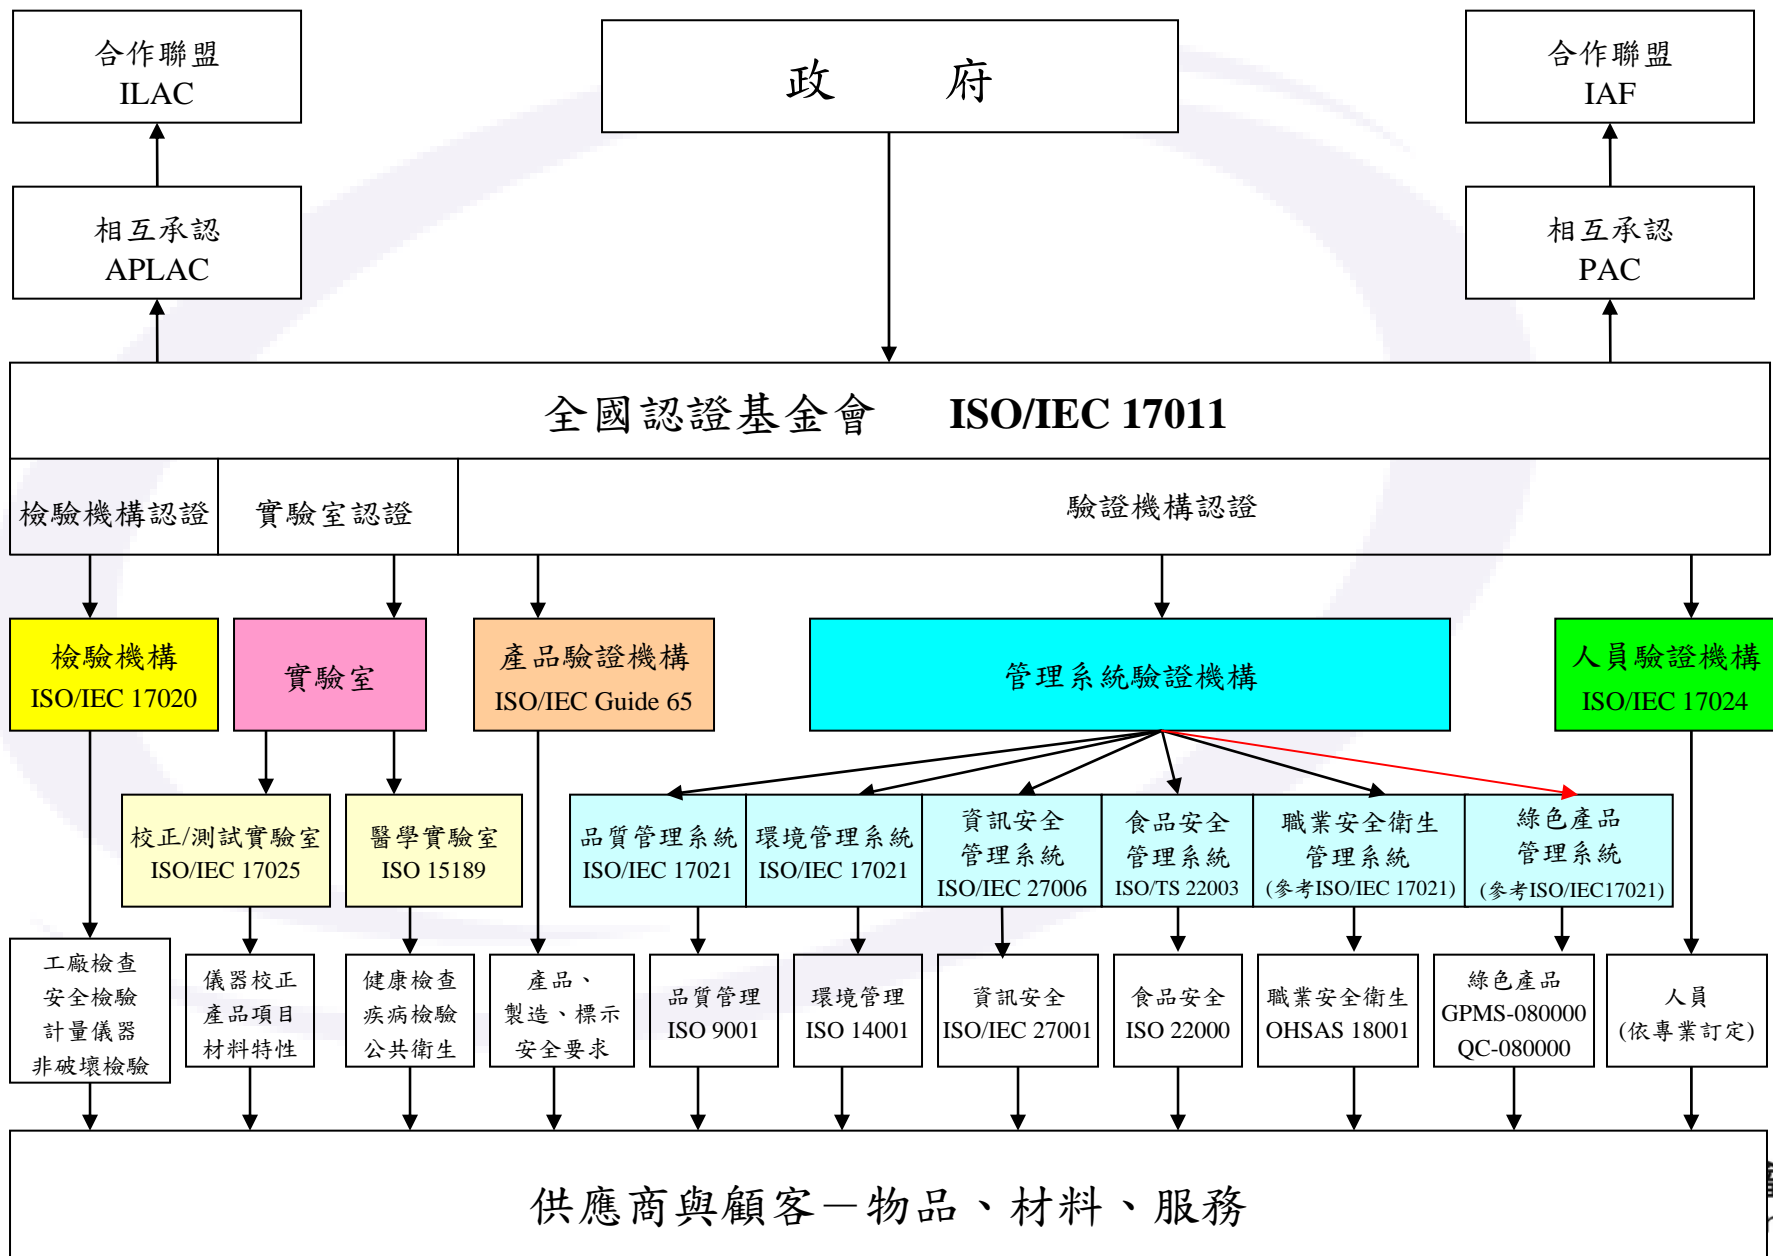 合作聯盟
ILAC
政 府
合作聯盟
IAF
相互承認
APLAC
相互承認
PAC
全國認證基金會 ISO/IEC 17011
檢驗機構認證
實驗室認證
驗證機構認證
檢驗機構
ISO/IEC 17020
實驗室
產品驗證機構
ISO/IEC Guide 65
管理系統驗證機構
人員驗證機構
ISO/IEC 17024
校正/測試實驗室
ISO/IEC 17025
醫學實驗室
ISO 15189
品質管理系統
ISO/IEC 17021
環境管理系統
ISO/IEC 17021
資訊安全
管理系統
ISO/IEC 27006
食品安全
管理系統
ISO/TS 22003
職業安全衛生
管理系統
(參考ISO/IEC 17021)
綠色產品
管理系統
(參考ISO/IEC17021)
工廠檢查
安全檢驗
計量儀器
非破壞檢驗
儀器校正
產品項目
材料特性
健康檢查
疾病檢驗
公共衛生
產品、
製造、標示
安全要求
品質管理
ISO 9001
環境管理
ISO 14001
資訊安全
ISO/IEC 27001
食品安全
ISO 22000
職業安全衛生
OHSAS 18001
綠色產品
GPMS-080000
QC-080000
人員
(依專業訂定)
供應商與顧客－物品、材料、服務